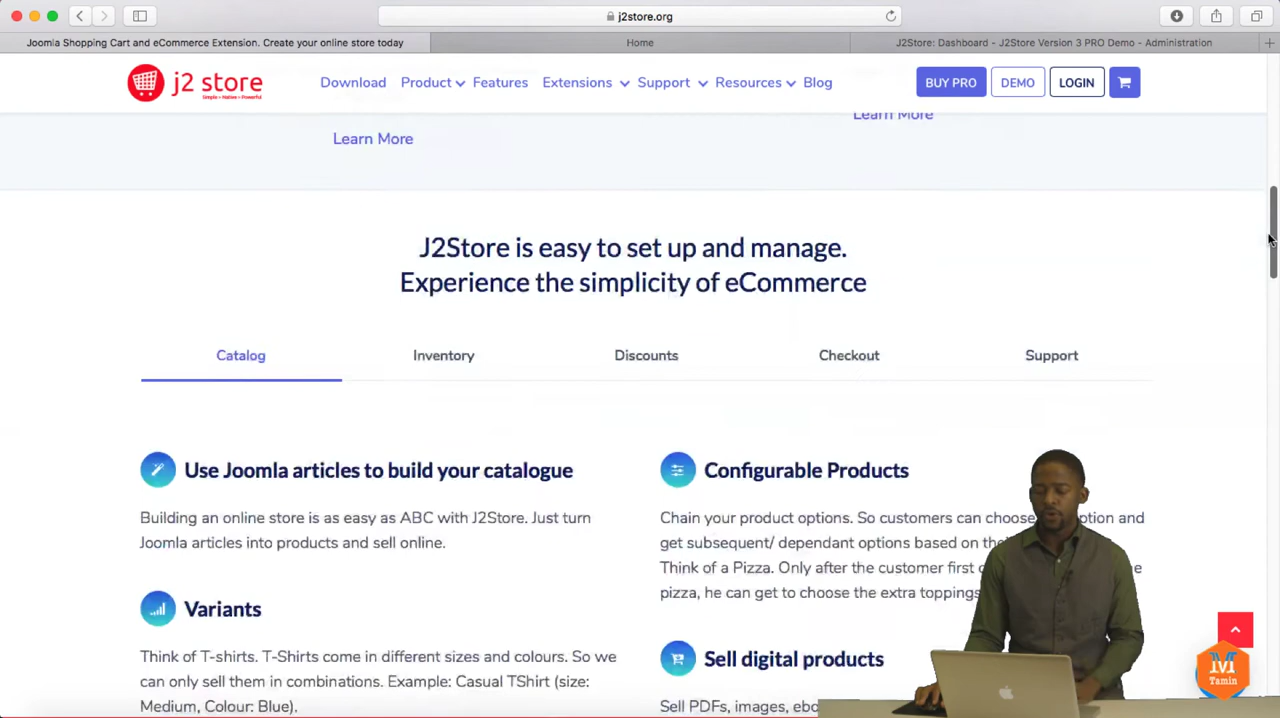 j2store.org
Joomla Shopping Cart and eCommerce Extension. Create your online store today
Home
J2Store: Dashboard - J2Store Version 3 PRO Demo - Administration
j2 store
Simple • Native • Powerful
Download
Product
Features
Extensions
Support
Resources
Blog
BUY PRO
DEMO
LOGIN
Learn More
Learn More
J2Store is easy to set up and manage.
Experience the simplicity of eCommerce
Catalog
Inventory
Discounts
Checkout
Support
Use Joomla articles to build your catalogue
Building an online store is as easy as ABC with J2Store. Just turn
Joomla articles into products and sell online.
Variants
Think of T-shirts. T-Shirts come in different sizes and colours. So we
can only sell them in combinations. Example: Casual TShirt (size:
Medium, Colour: Blue).
Configurable Products
Chain your product options. So customers can choose ption and
get subsequent/ dependant options based on the
Think of a Pizza. Only after the customer first
pizza, he can get to choose the extra toppings
Sell digital products
Sell PDFs, images,
Tamin